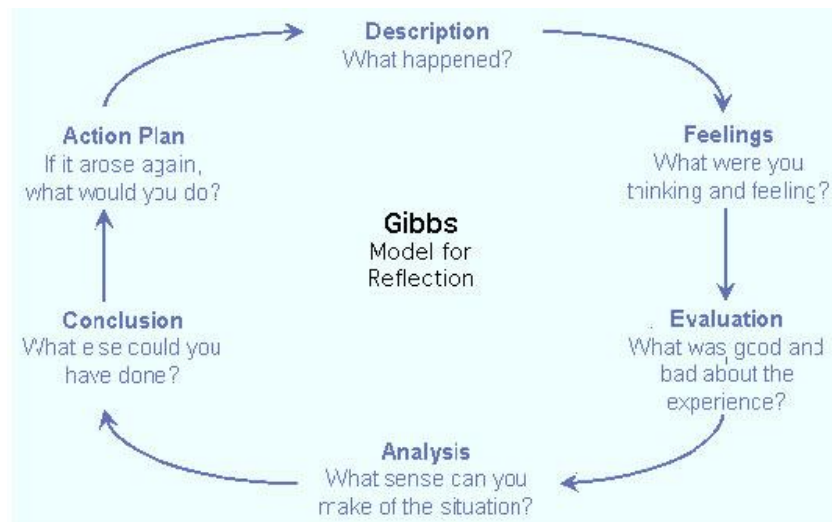 Description
What happened?
Feelings
What were you
thinking and feeling?
Evaluation
What was good and
bad about the
experience?
Analysis
What sense can you
make of the situation?
Conclusion
What else could you
have done?
Action Plan
If it arose again,
what would you do?
Gibbs
Model for
Reflection